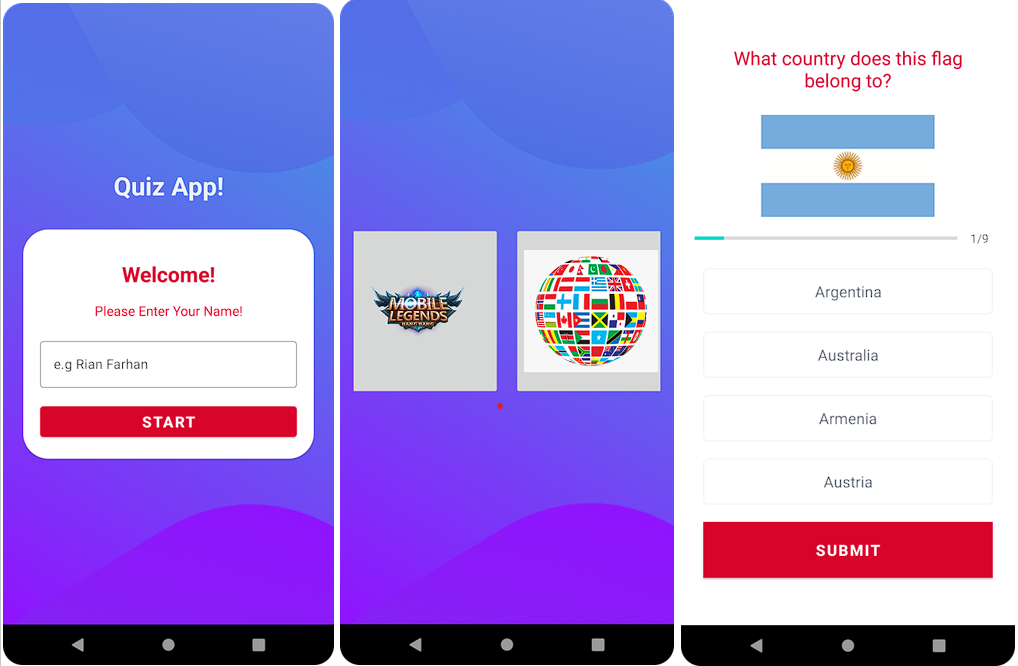 Quiz App!
Welcome!
Please Enter Your Name!
e.g Rian Farhan
START
MOBILE
LEGENDS
BANG BANG
What country does this flag
belong to?
1/9
Argentina
Australia
Armenia
Austria
SUBMIT